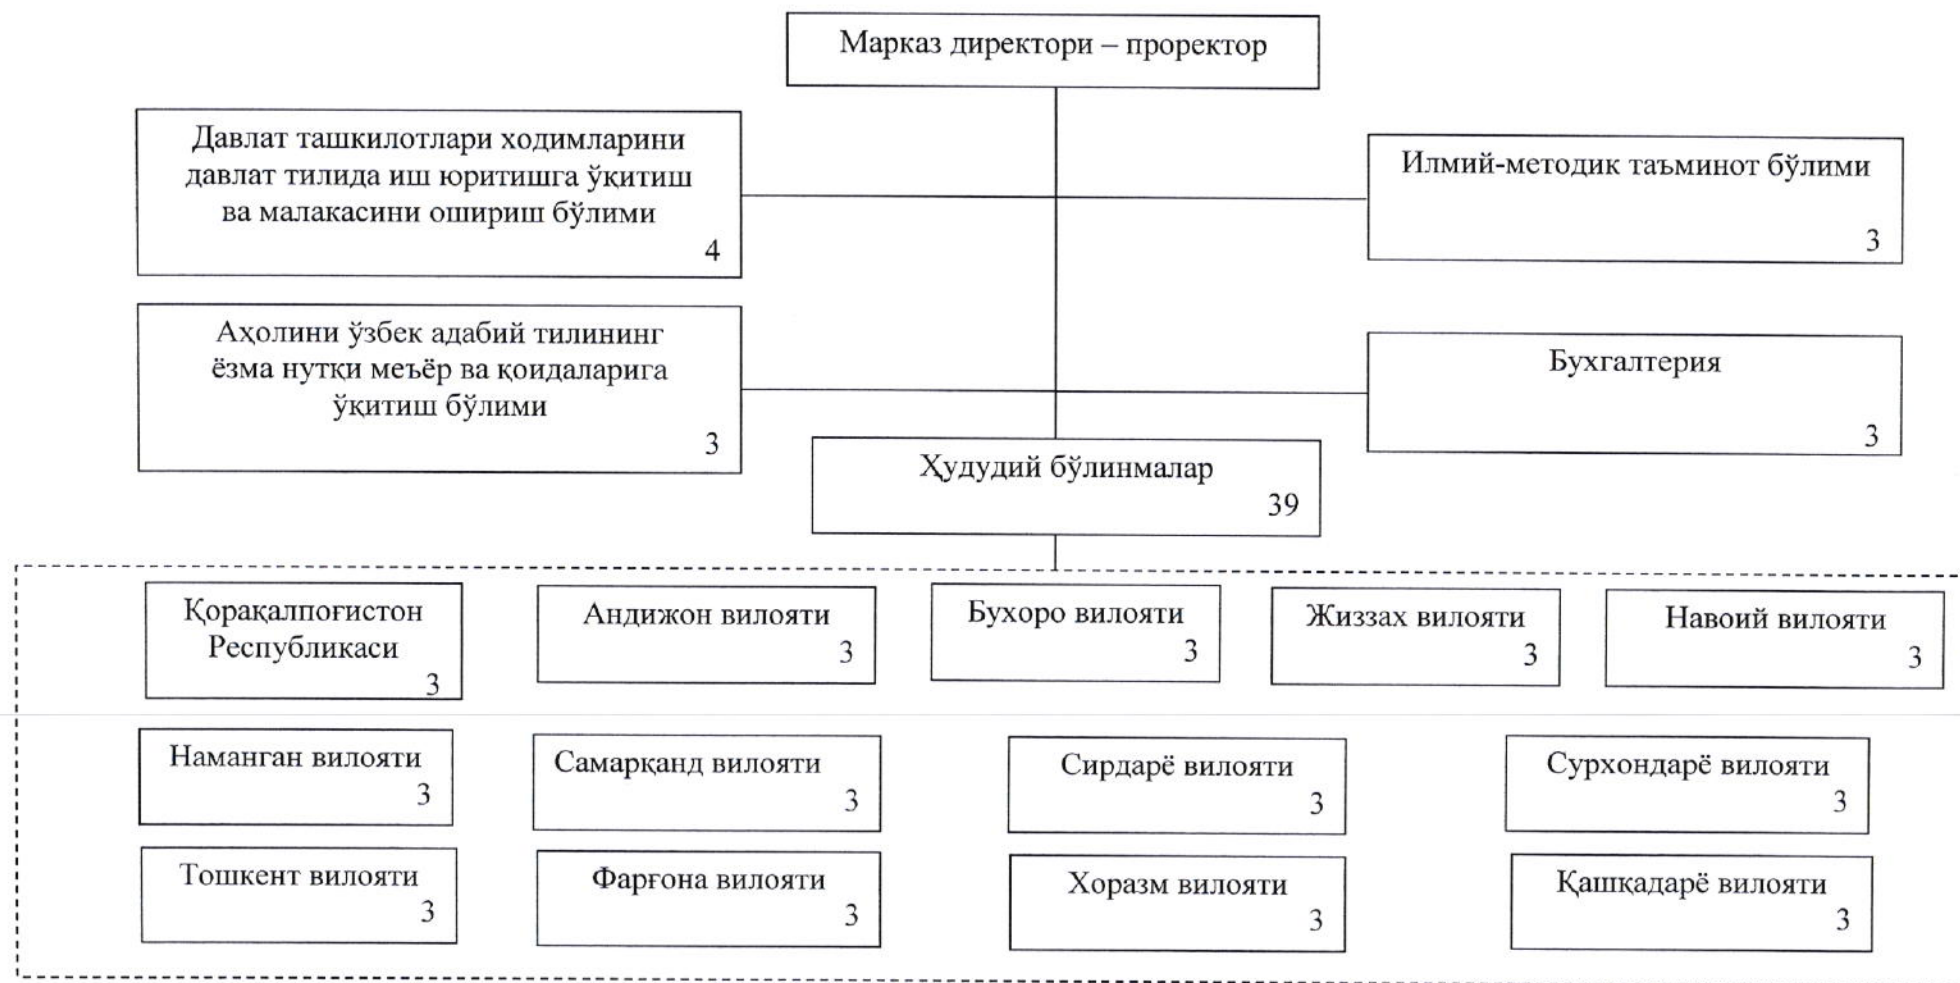 Марказ директори – проректор
Давлат ташкилотлари ходимларини
давлат тилида иш юритишга ўқитиш
ва малакасини ошириш бўлими
4
Илмий-методик таъминот бўлими
3
Аҳолини ўзбек адабий тилининг
ёзма нутқи меъёр ва қоидаларига
ўқитиш бўлими
3
Бухгалтерия
3
Ҳудудий бўлинмалар
39
Қорақалпоғистон
Республикаси
3
Андижон вилояти
3
Бухоро вилояти
3
Жиззах вилояти
3
Навоий вилояти
3
Наманган вилояти
3
Самарқанд вилояти
3
Сирдарё вилояти
3
Сурхондарё вилояти
3
Тошкент вилояти
3
Фарғона вилояти
3
Хоразм вилояти
3
Қашқадарё вилояти
3